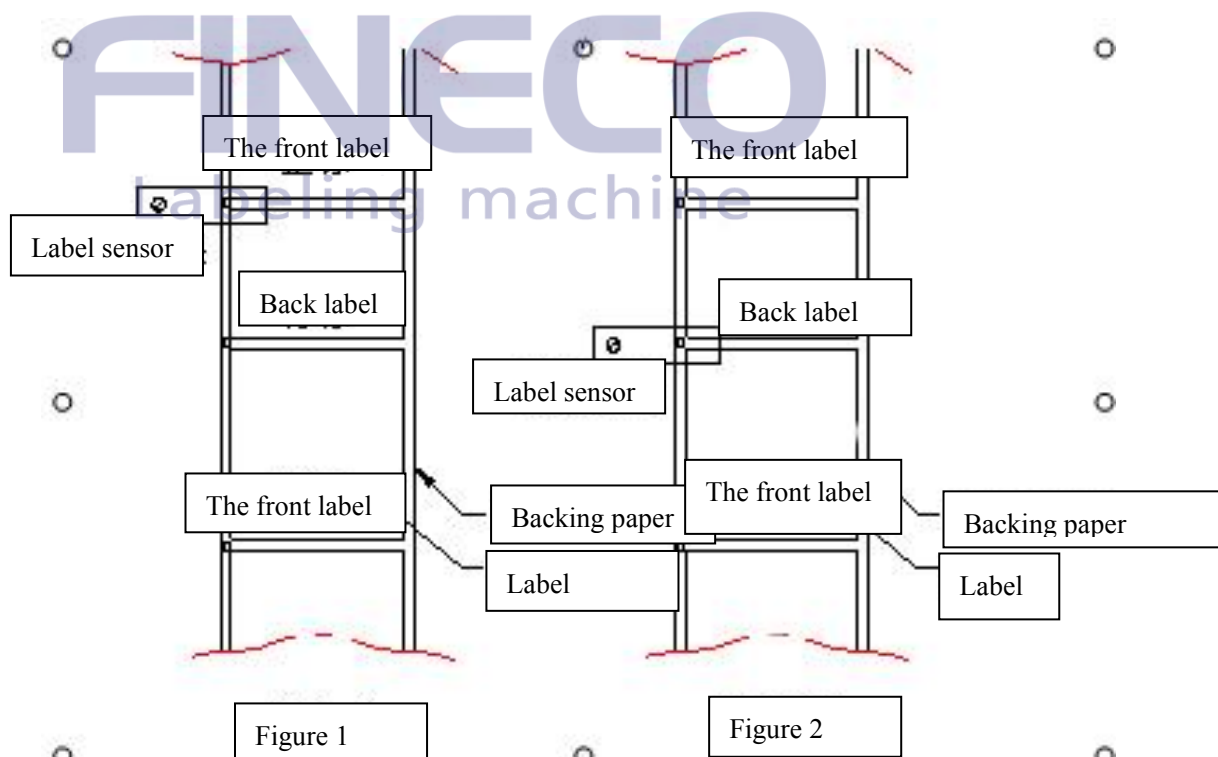 FINECO
Labeling machine
The front label
The front label
Label sensor
Back label
Back label
Label sensor
The front label
The front label
Backing paper
Backing paper
Label
Label
Figure 1
Figure 2